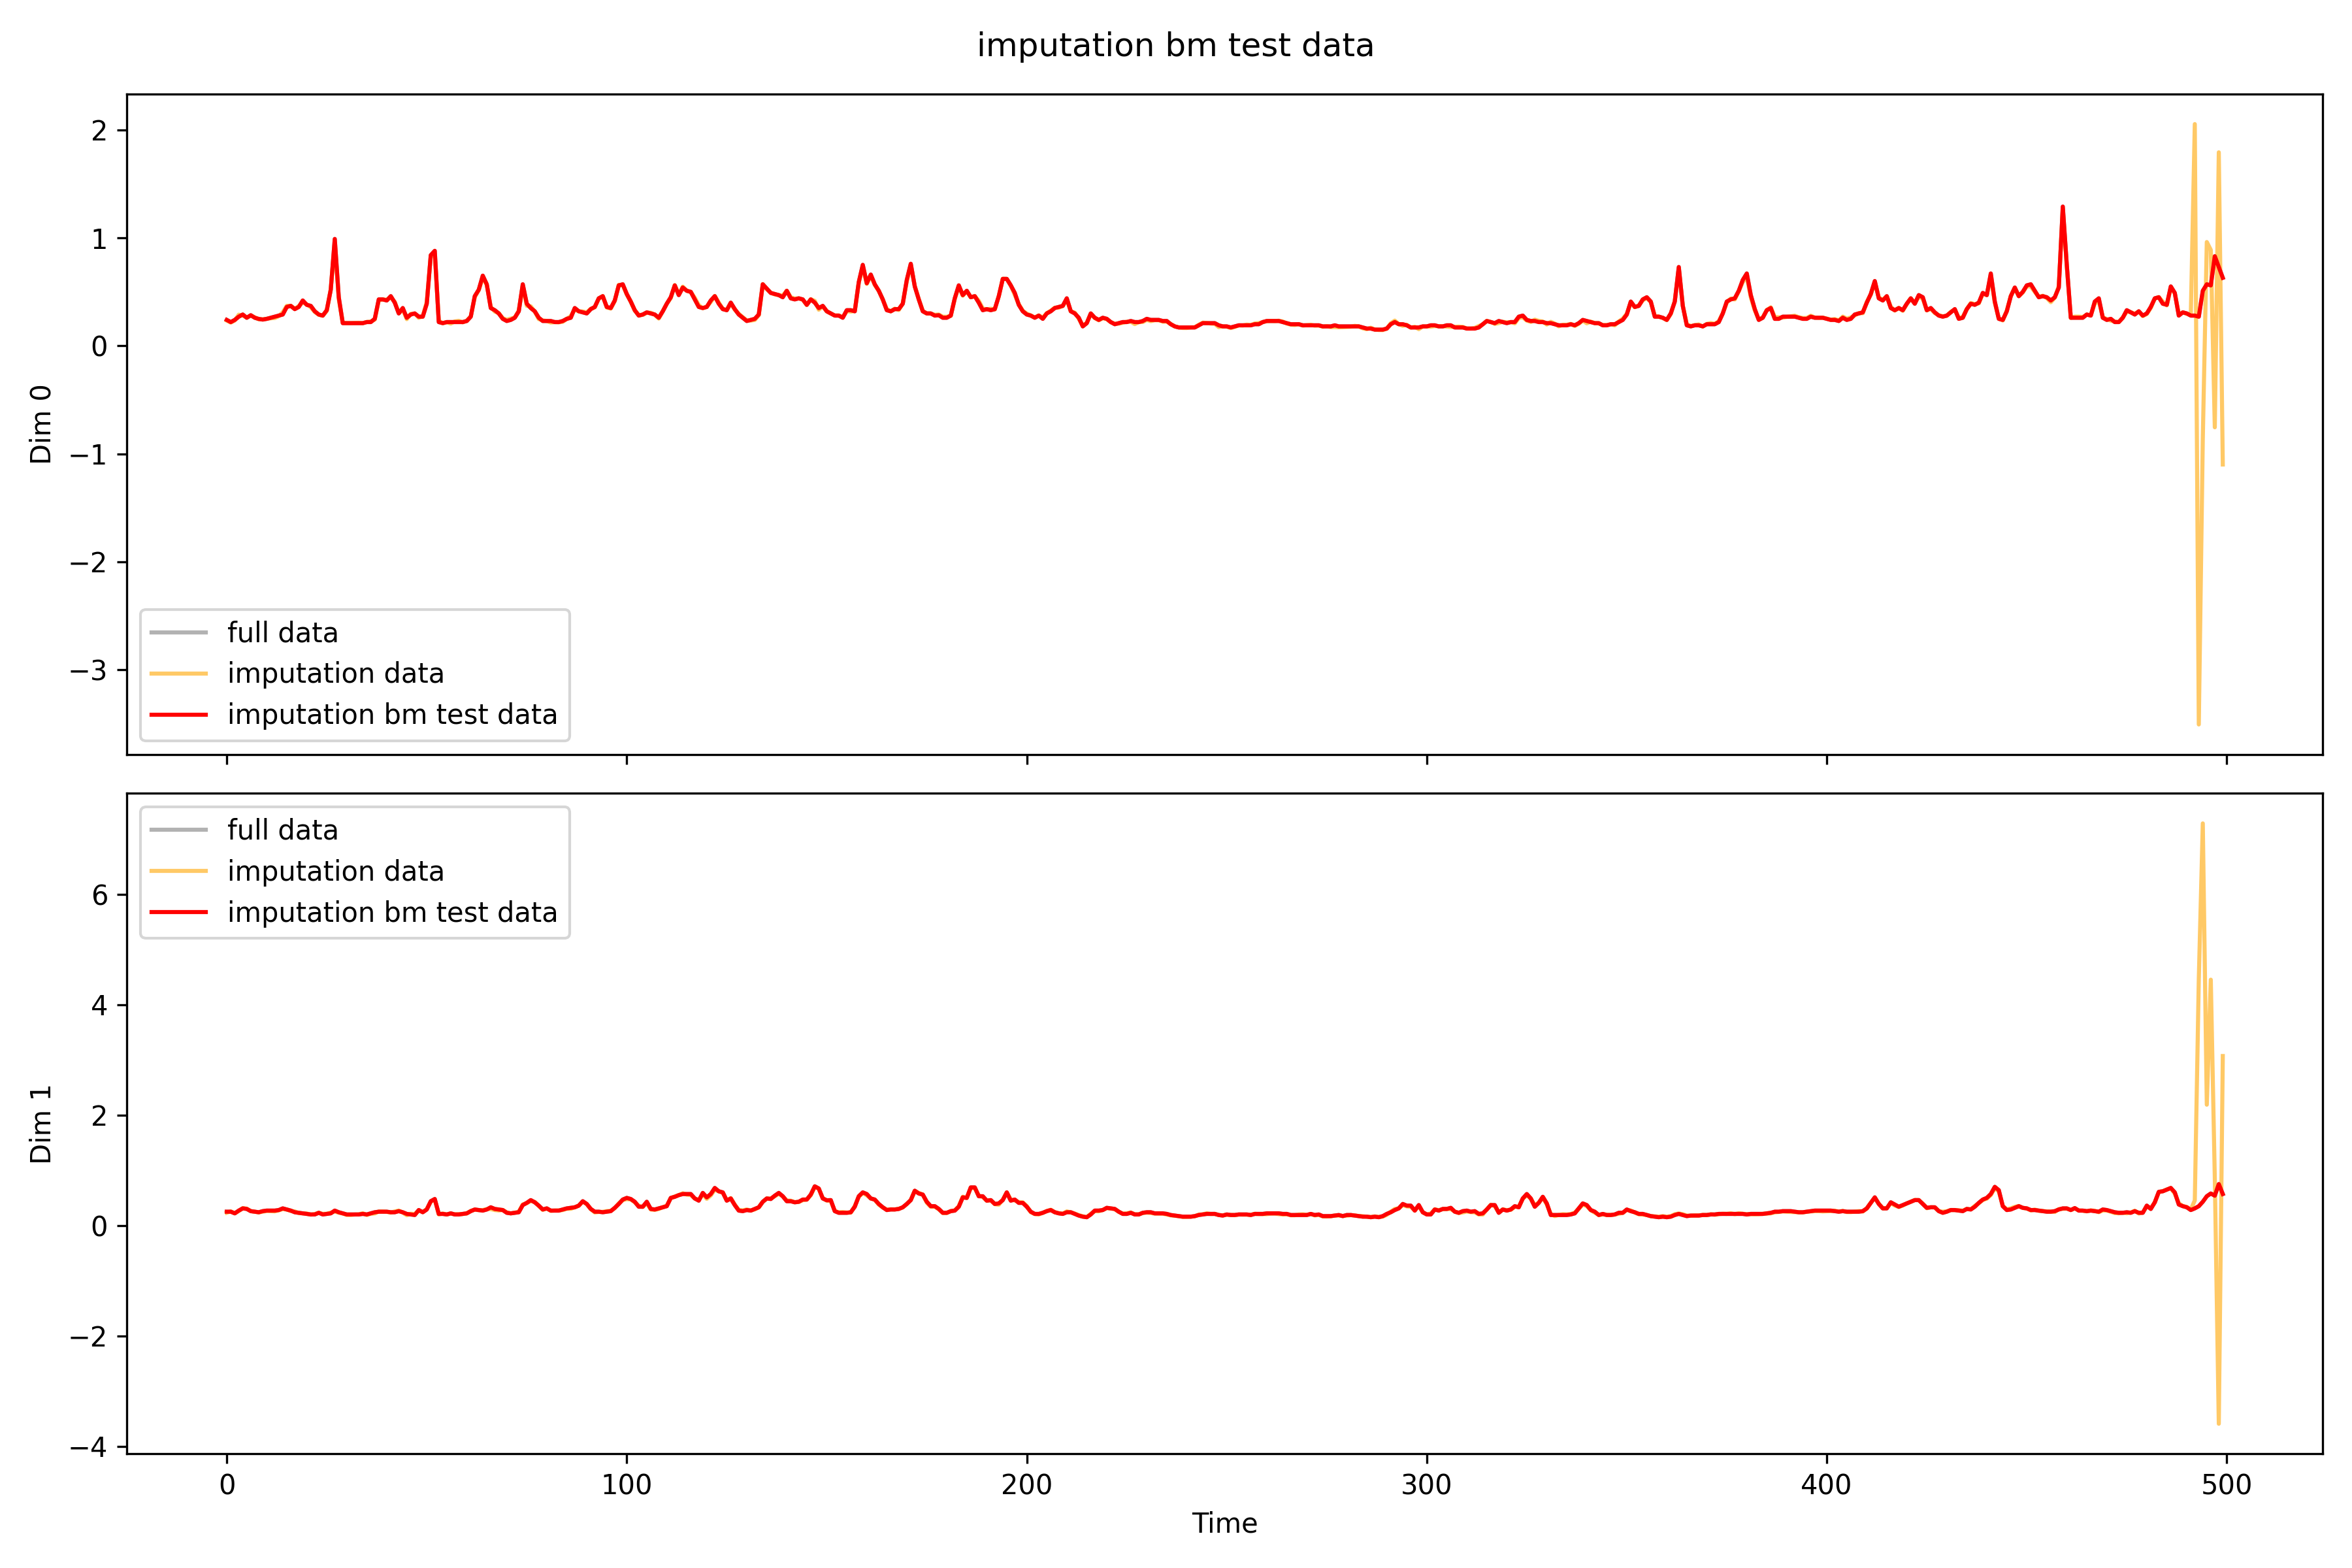 imputation bm test data
2
1
0
−1
−2
−3
Dim 0
full data
imputation data
imputation bm test data
full data
imputation data
imputation bm test data
6
4
2
0
−2
−4
Dim 1
0 100 200 300 400 500
Time